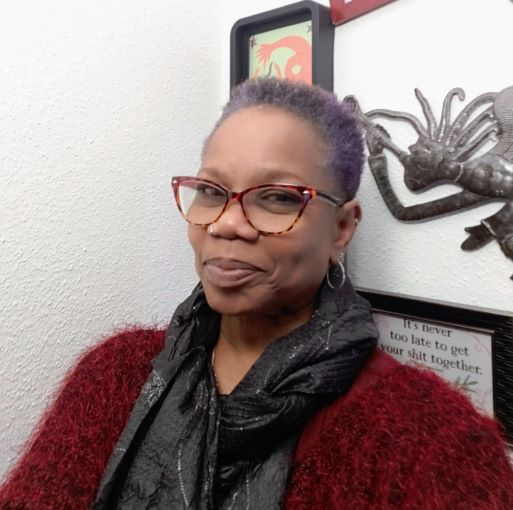 It's never
too late to get
your shit together.